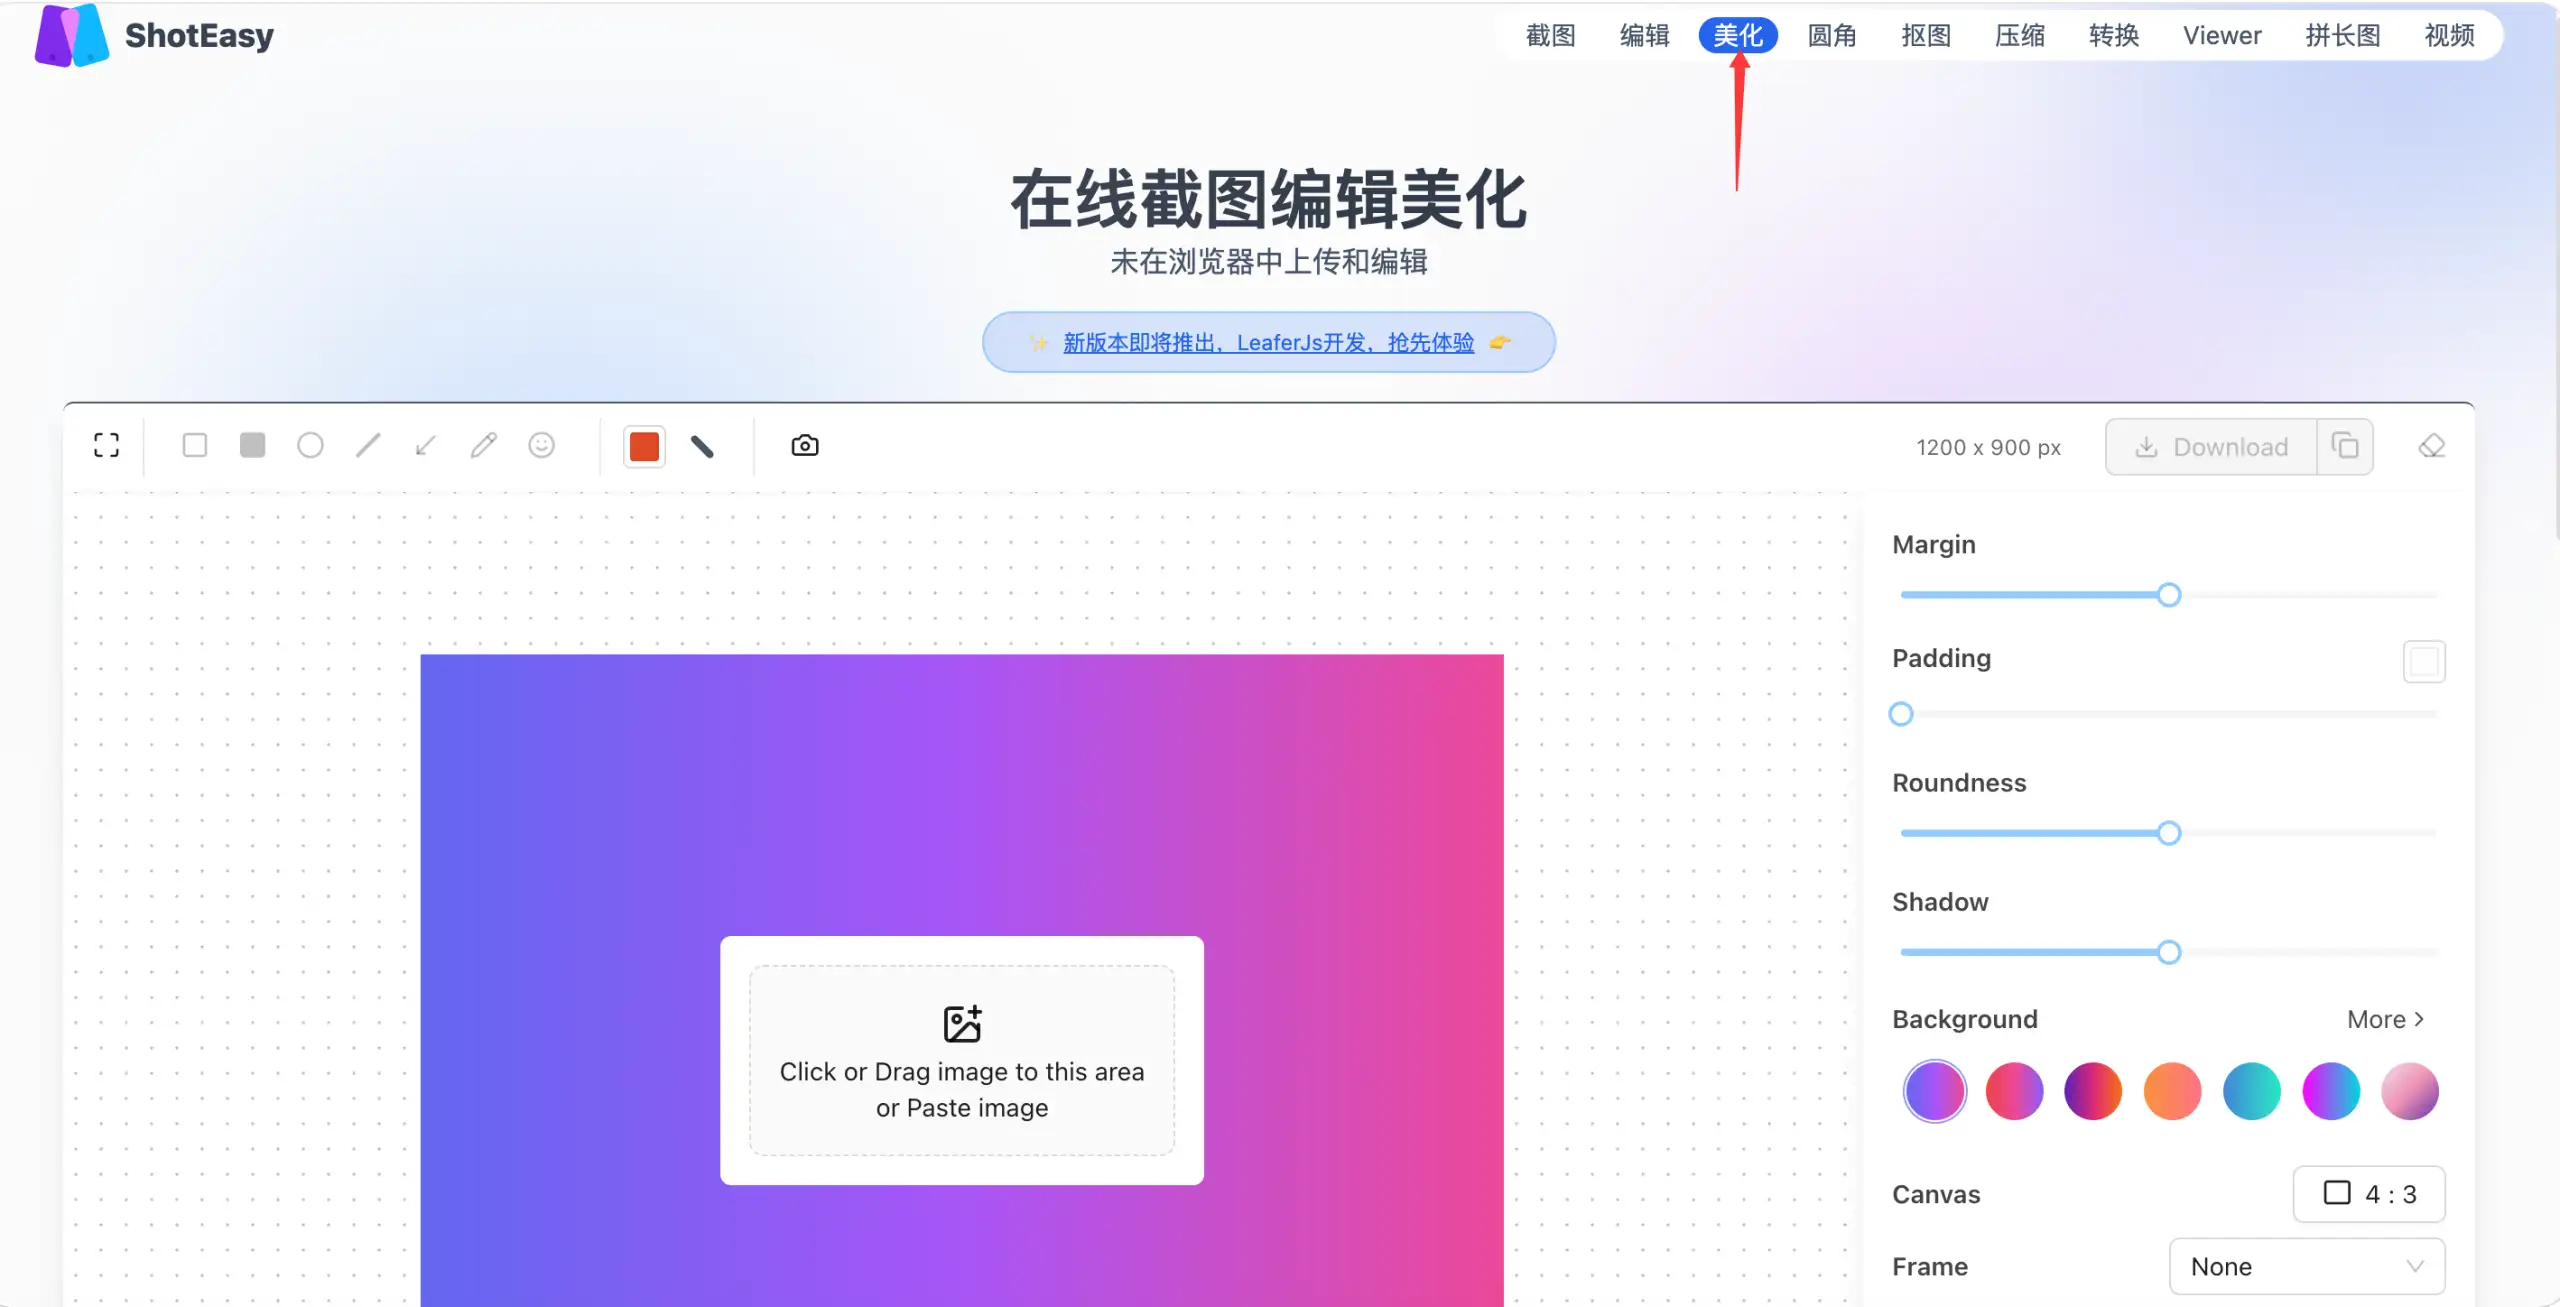 ShotEasy
截图 编辑 美化 圆角 抠图 压缩 转换 Viewer 拼长图 视频
在线截图编辑美化
未在浏览器中上传和编辑
✨ 新版本即将推出，LeaferJs开发，抢先体验 👉
1200 x 900 px
Download
Margin
Padding
Roundness
Shadow
Background
More >
Click or Drag image to this area
or Paste image
Canvas
4 : 3
Frame
None